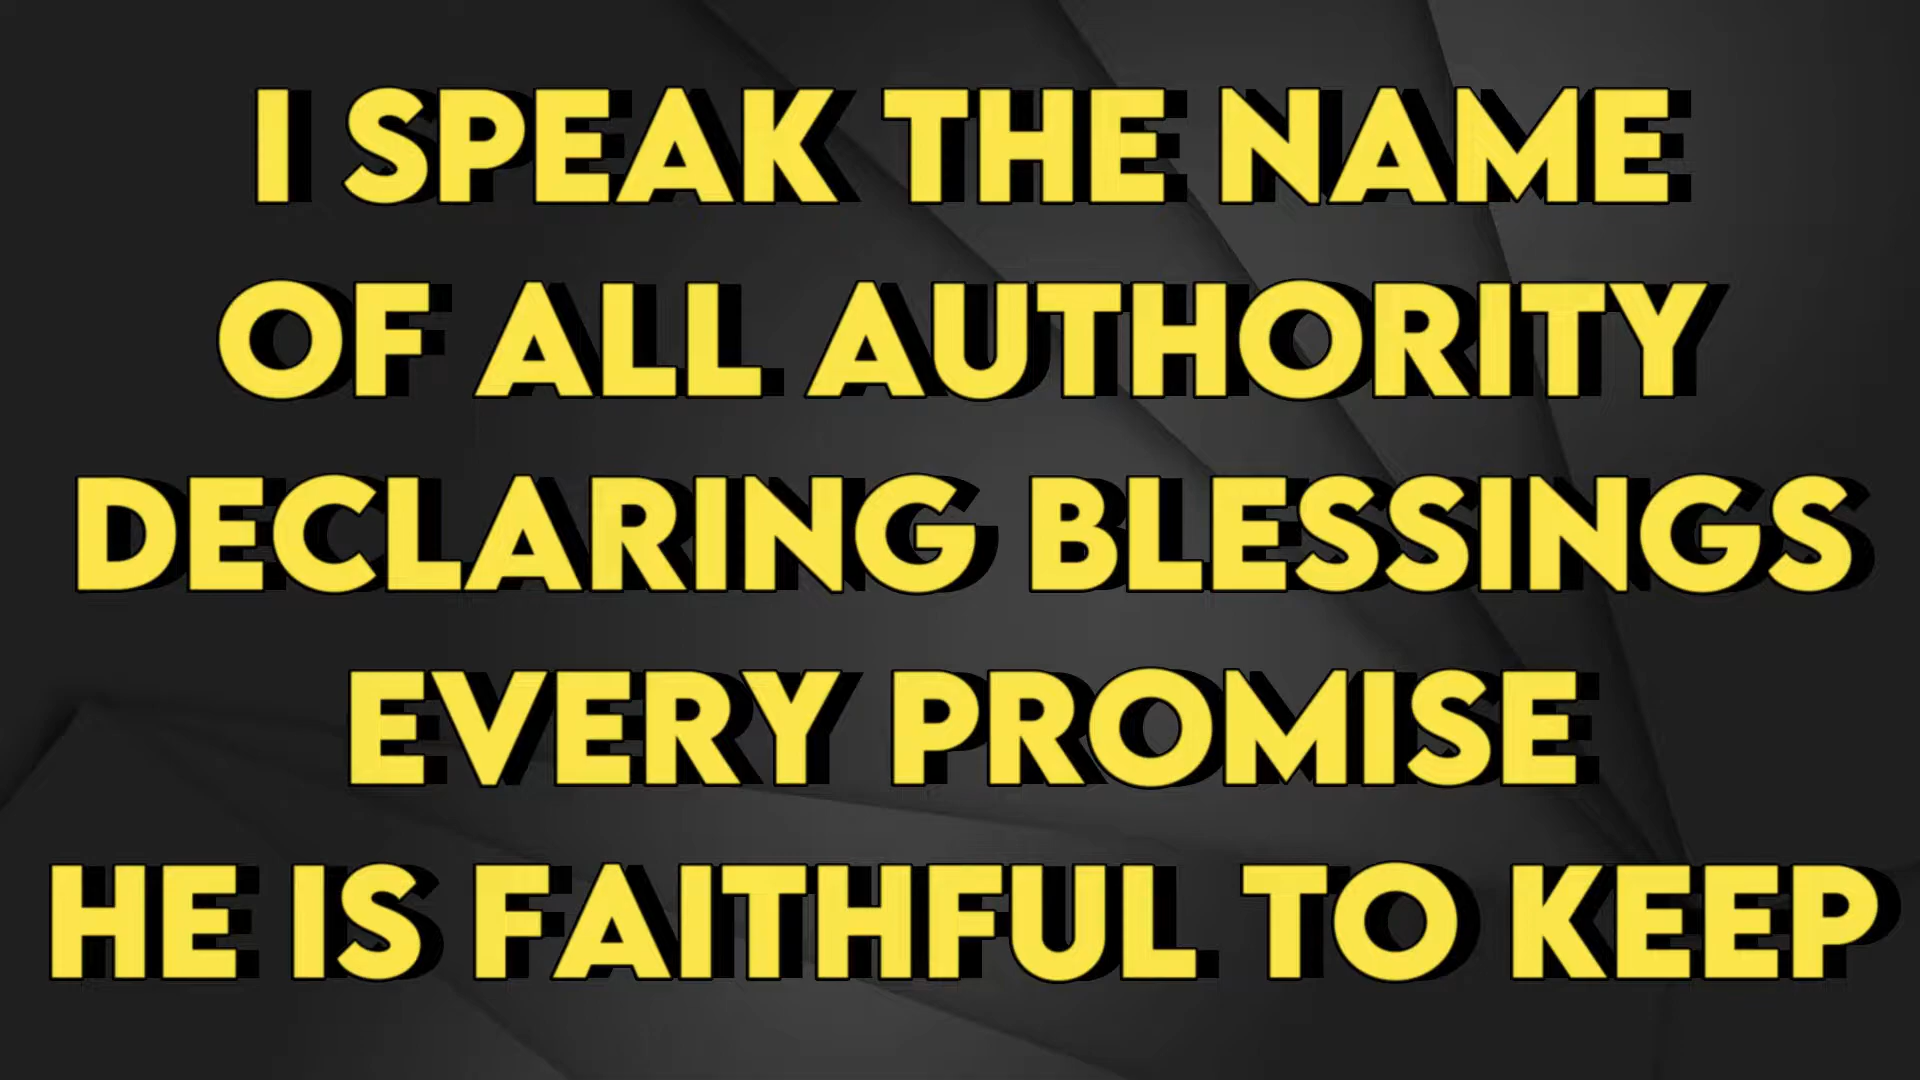 I SPEAK THE NAME
OF ALL AUTHORITY
DECLARING BLESSINGS
EVERY PROMISE
HE IS FAITHFUL TO KEEP